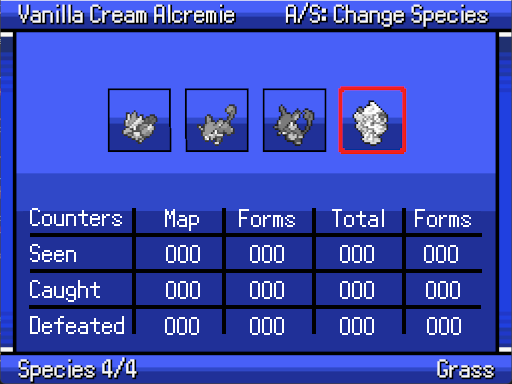 Vanilla Cream Alcremie A/S: Change Species
Counters Map Forms Total Forms
Seen 000 000 000 000
Caught 000 000 000 000
Defeated 000 000 000 000
Species 4/4 Grass